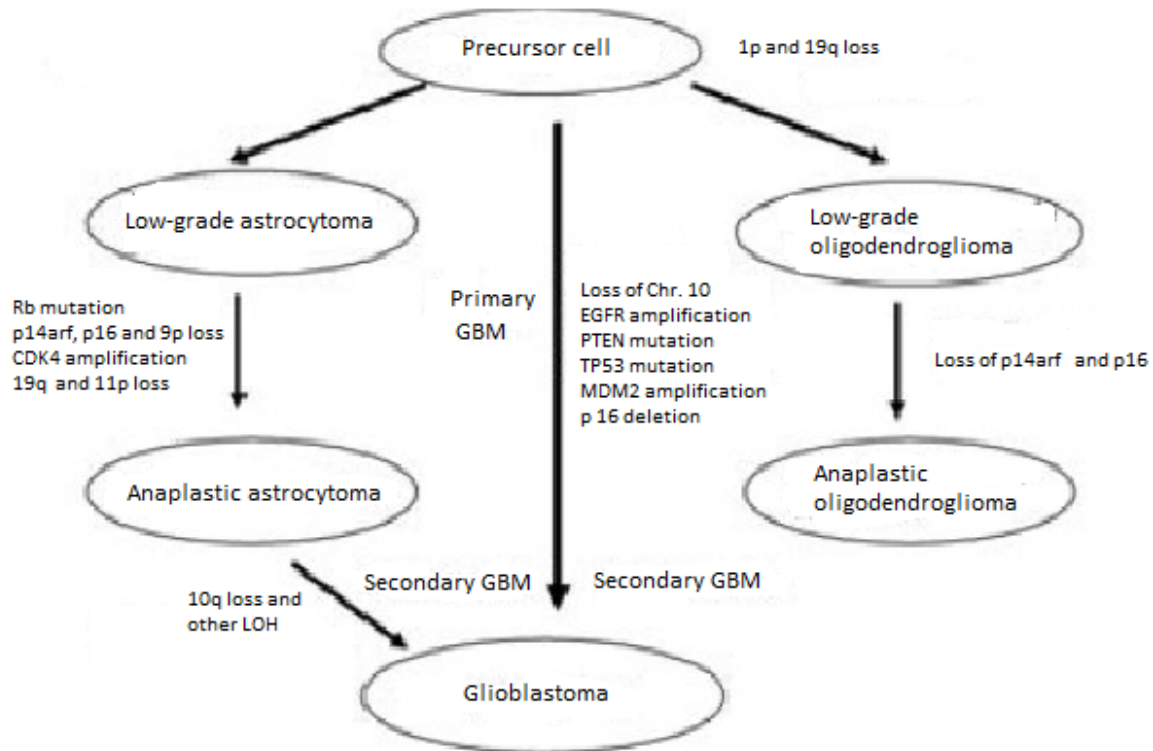 Precursor cell
1p and 19q loss
Low-grade astrocytoma
Low-grade
oligodendroglioma
Rb mutation
p14arf, p16 and 9p loss
CDK4 amplification
19q and 11p loss
Primary
GBM
Loss of Chr. 10
EGFR amplification
PTEN mutation
TP53 mutation
MDM2 amplification
p 16 deletion
Loss of p14arf and p16
Anaplastic astrocytoma
Anaplastic
oligodendroglioma
10q loss and
other LOH
Secondary GBM
Secondary GBM
Glioblastoma